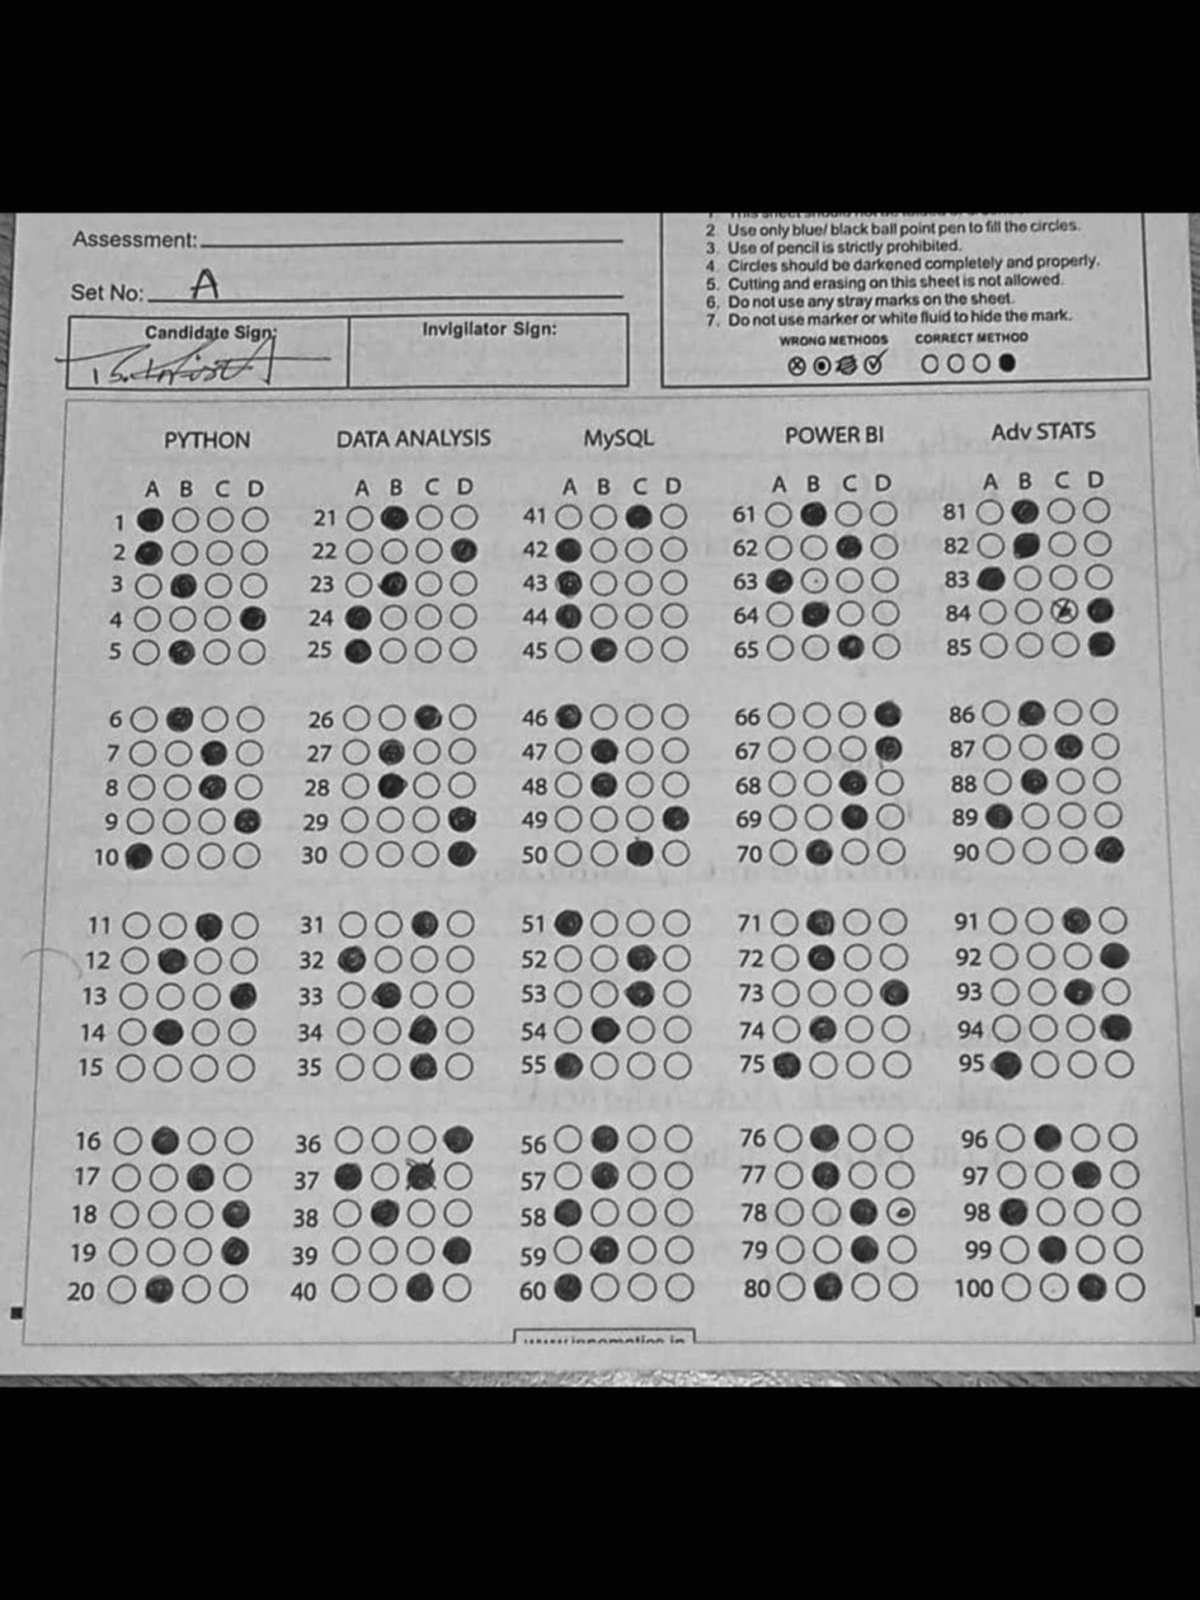 Assessment:
Set No: A
Candidate Sign:
Invigilator Sign:
2 Use only blue/ black ball point pen to fill the circles.
3. Use of pencil is strictly prohibited.
4. Circles should be darkened completely and properly.
5. Cutting and erasing on this sheet is not allowed.
6. Do not use any stray marks on the sheet.
7. Do not use marker or white fluid to hide the mark.
WRONG METHODS CORRECT METHOD
PYTHON DATA ANALYSIS MySQL POWER BI Adv STATS
A B C D A B C D A B C D A B C D A B C D
1 21 41 61 81
2 22 42 62 82
3 23 43 63 83
4 24 44 64 84
5 25 45 65 85
6 26 46 66 86
7 27 47 67 87
8 28 48 68 88
9 29 49 69 89
10 30 50 70 90
11 31 51 71 91
12 32 52 72 92
13 33 53 73 93
14 34 54 74 94
15 35 55 75 95
16 36 56 76 96
17 37 57 77 97
18 38 58 78 98
19 39 59 79 99
20 40 60 80 100